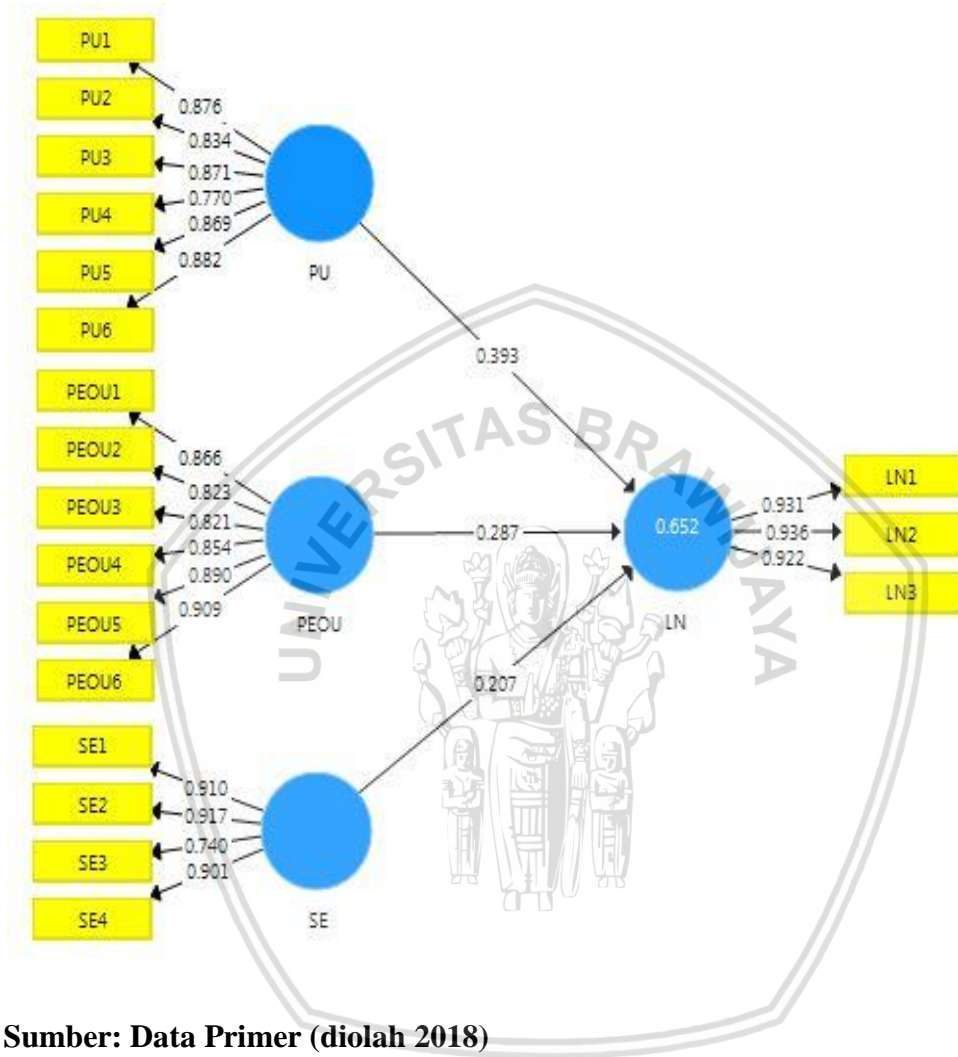 PU1
PU2
PU3
PU4
PU5
PU6
0.876
0.834
0.871
0.770
0.869
0.882
PU
0.393
PEOU1
PEOU2
PEOU3
PEOU4
PEOU5
PEOU6
0.866
0.823
0.821
0.854
0.890
0.909
PEOU
0.287
SE1
SE2
SE3
SE4
0.910
0.917
0.740
0.901
SE
0.207
0.652
LN
0.931
0.936
0.922
LN1
LN2
LN3
UNIVERSITAS BRAWIJAYA
Sumber: Data Primer (diolah 2018)